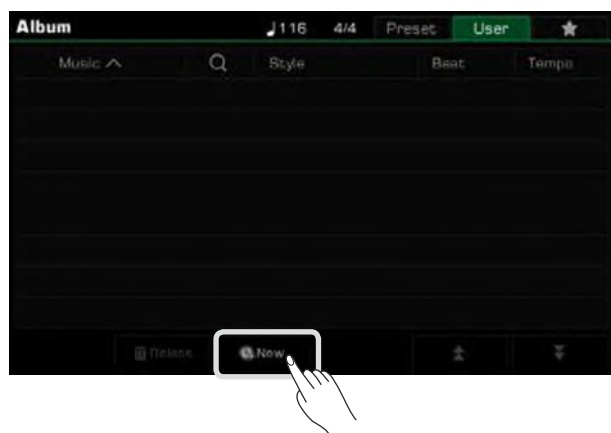 Album ♩116 4/4 Preset User ★
Music Style Beat Tempo
Delete New